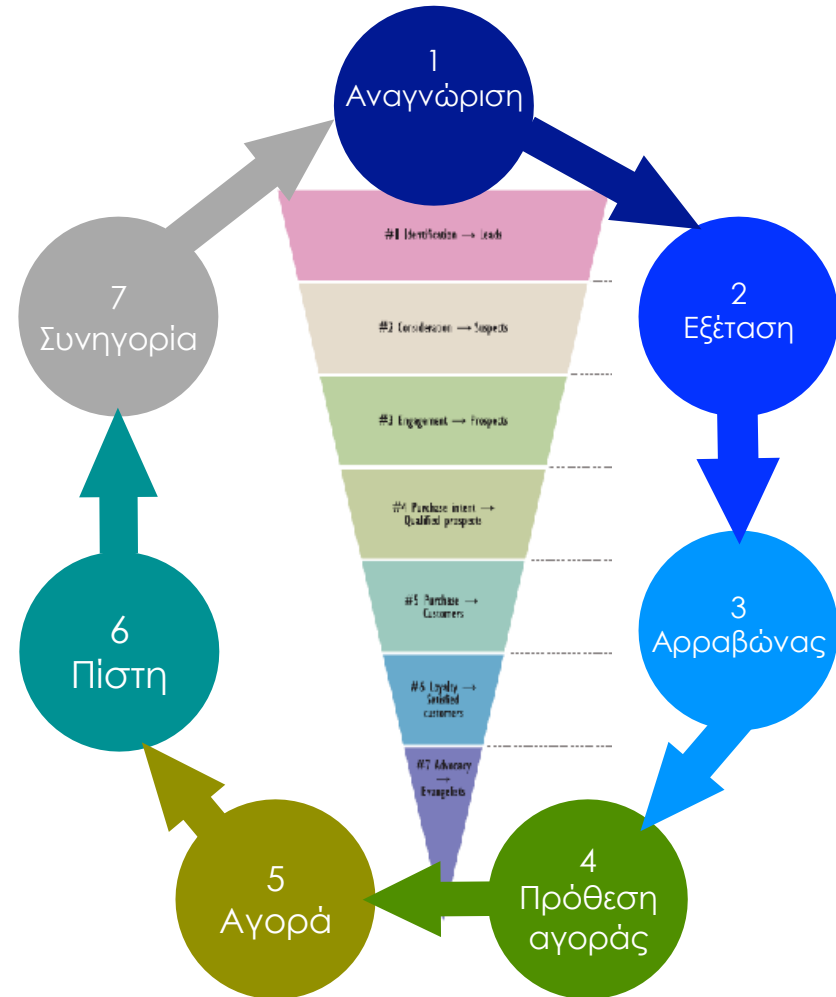 1
Αναγνώριση
2
Εξέταση
3
Αρραβώνας
4
Πρόθεση
αγοράς
5
Αγορά
6
Πίστη
7
Συνηγορία
#1 Identification → Leads
#2 Consideration → Suspects
#3 Engagement → Prospects
#4 Purchase intent →
Qualified prospects
#5 Purchase →
Customers
#6 Loyalty →
Satisfied
customers
#7 Advocacy
→
Evangelists